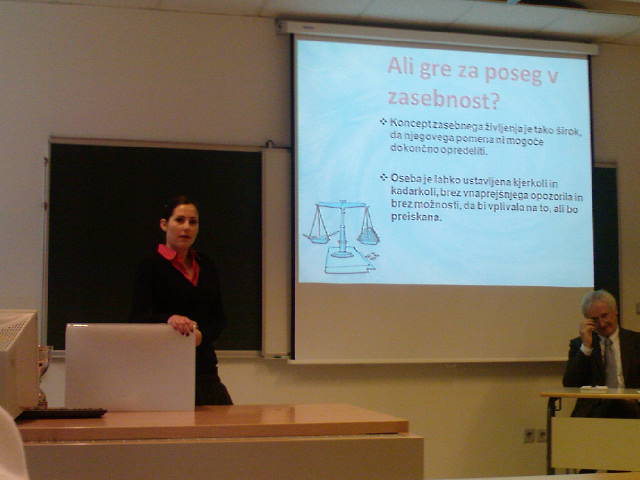 Ali gre za poseg v
zasebnost?
❖ Koncept zasebnega življenja je tako širok,
da njegovega pomena ni mogoče
dokončno opredeliti.
❖ Oseba je lahko ustavljena kjerkoli in
kadarkoli, brez vnaprejšnjega opozorila in
brez možnosti, da bi vplivala na to, ali bo
preiskana.